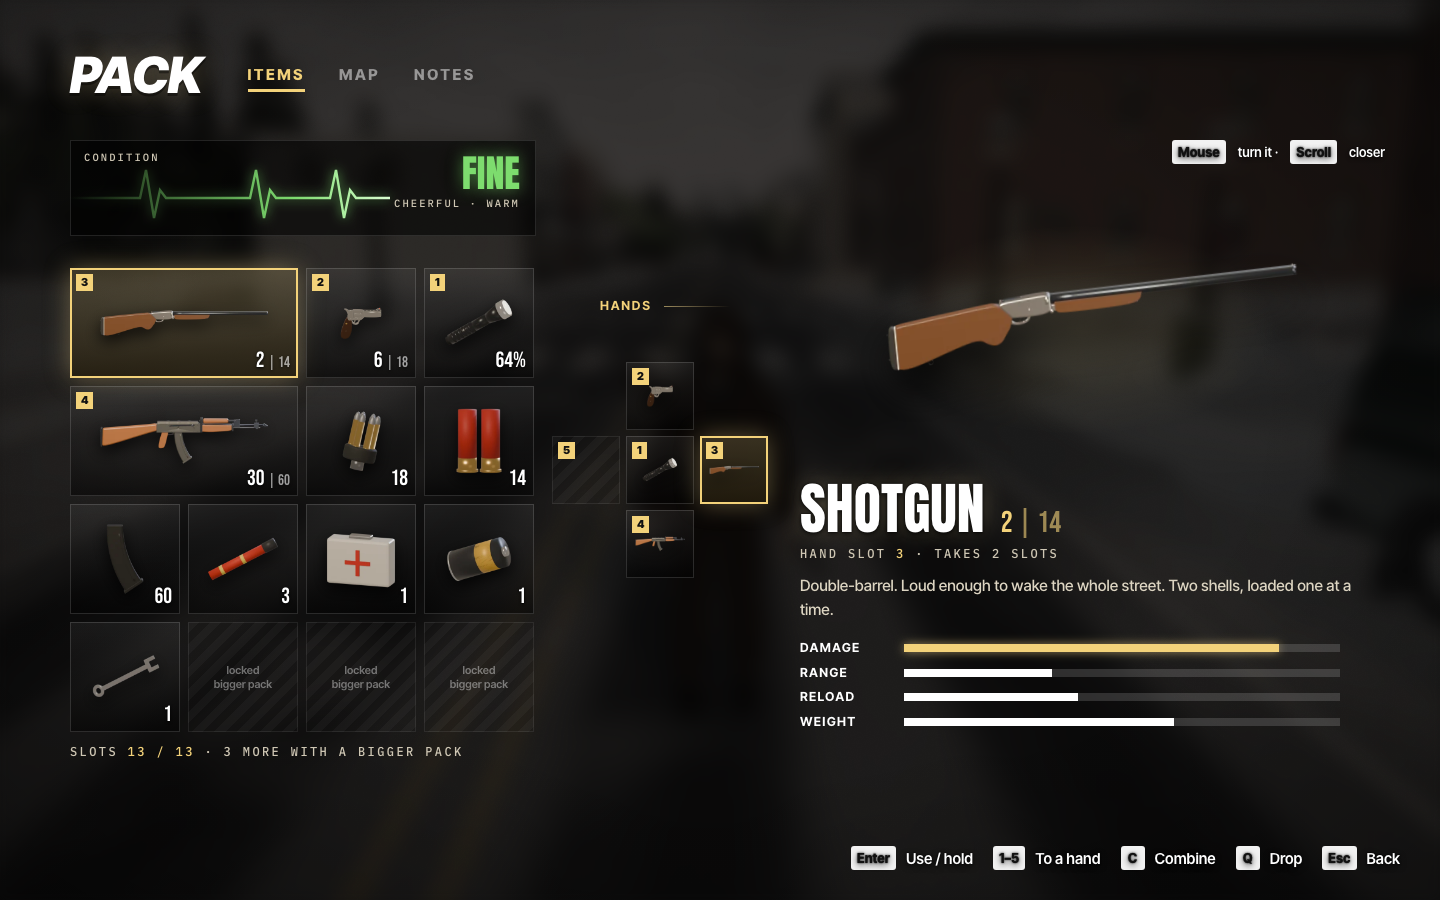 PACK
ITEMS MAP NOTES
CONDITION
FINE
CHEERFUL · WARM
Mouse turn it · Scroll closer
3
2 | 14
2
6 | 18
1
64%
4
30 | 60
18
14
60
3
1
1
1
locked
bigger pack
locked
bigger pack
locked
bigger pack
SLOTS 13 / 13 · 3 MORE WITH A BIGGER PACK
HANDS
2
5
1
3
4
SHOTGUN 2 | 14
HAND SLOT 3 · TAKES 2 SLOTS
Double-barrel. Loud enough to wake the whole street. Two shells, loaded one at a
time.
DAMAGE
RANGE
RELOAD
WEIGHT
Enter Use / hold 1–5 To a hand C Combine Q Drop Esc Back